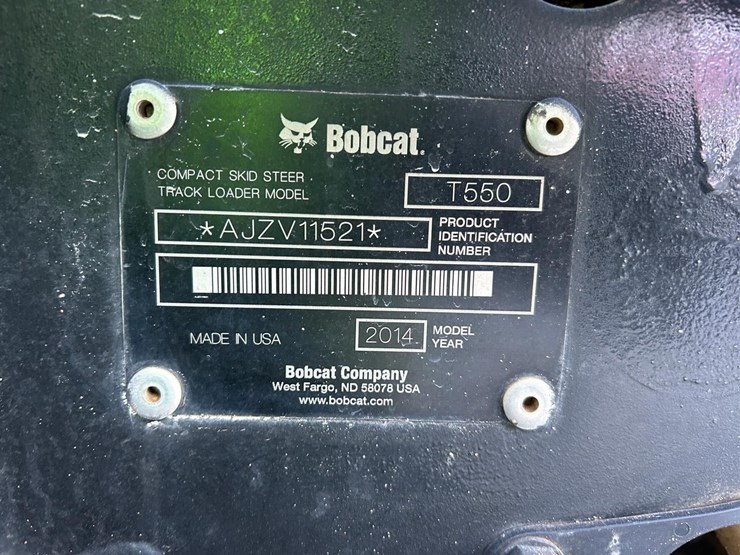 Bobcat.
COMPACT SKID STEER
TRACK LOADER MODEL
T550
*AJZV11521*
PRODUCT
IDENTIFICATION
NUMBER
MADE IN USA
2014
MODEL
YEAR
Bobcat Company
West Fargo, ND 58078 USA
www.bobcat.com